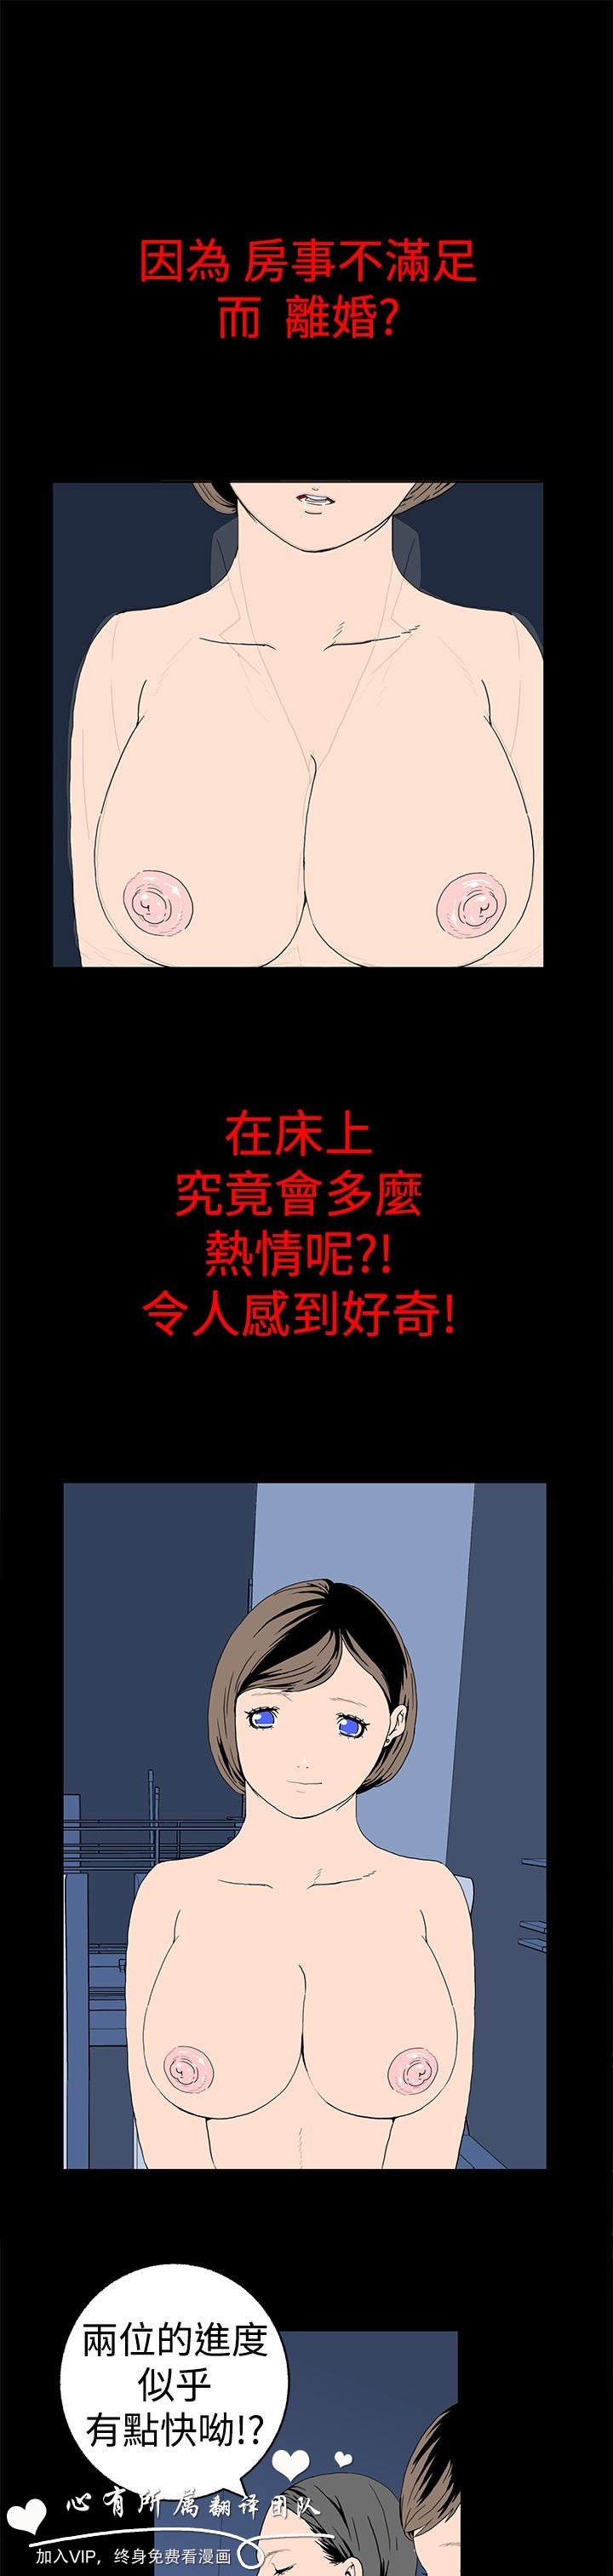 因為 房事不滿足
而 離婚?
在床上
究竟會多麼
熱情呢?!
令人感到好奇!
兩位的進度
似乎
有點快呦!?
心有所属翻译团队
加入VIP，终身免费看漫画